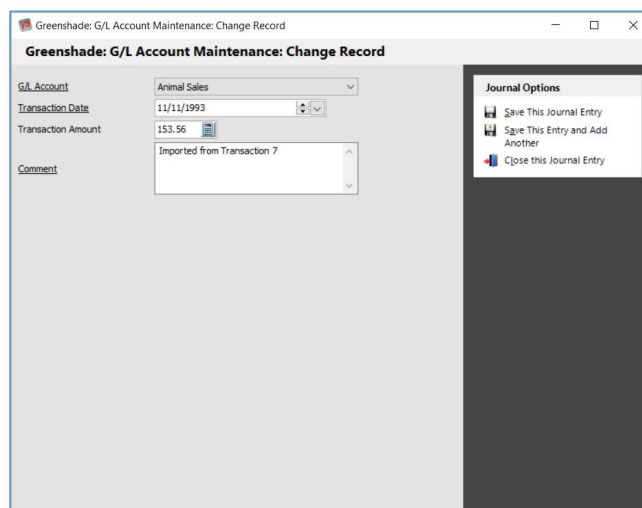 Greenshade: G/L Account Maintenance: Change Record
Greenshade: G/L Account Maintenance: Change Record
G/L Account
Animal Sales
Transaction Date
11/11/1993
Transaction Amount
153.56
Comment
Imported from Transaction 7
Journal Options
Save This Journal Entry
Save This Entry and Add
Another
Close this Journal Entry